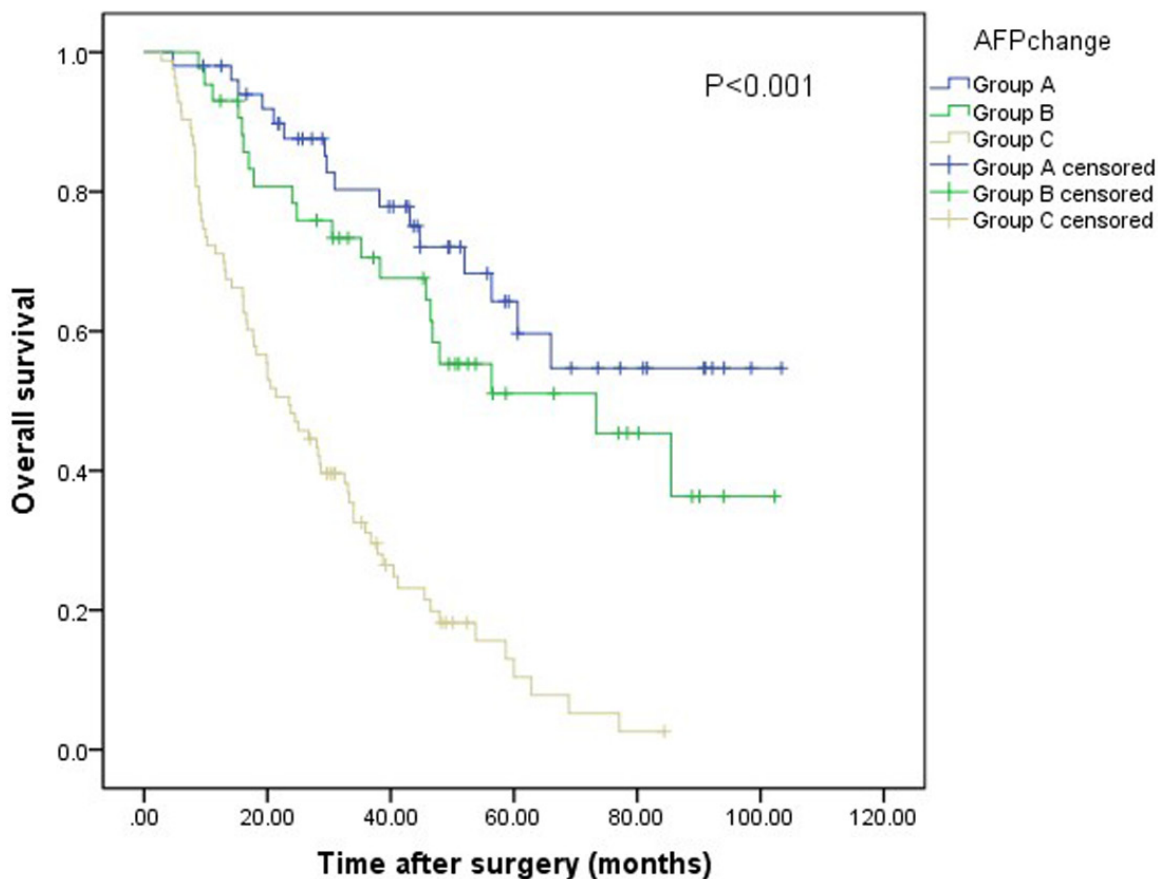 AFPchange
P<0.001
Group A
Group B
Group C
Group A censored
Group B censored
Group C censored
Overall survival
1.0
0.8
0.6
0.4
0.2
0.0
.00 20.00 40.00 60.00 80.00 100.00 120.00
Time after surgery (months)